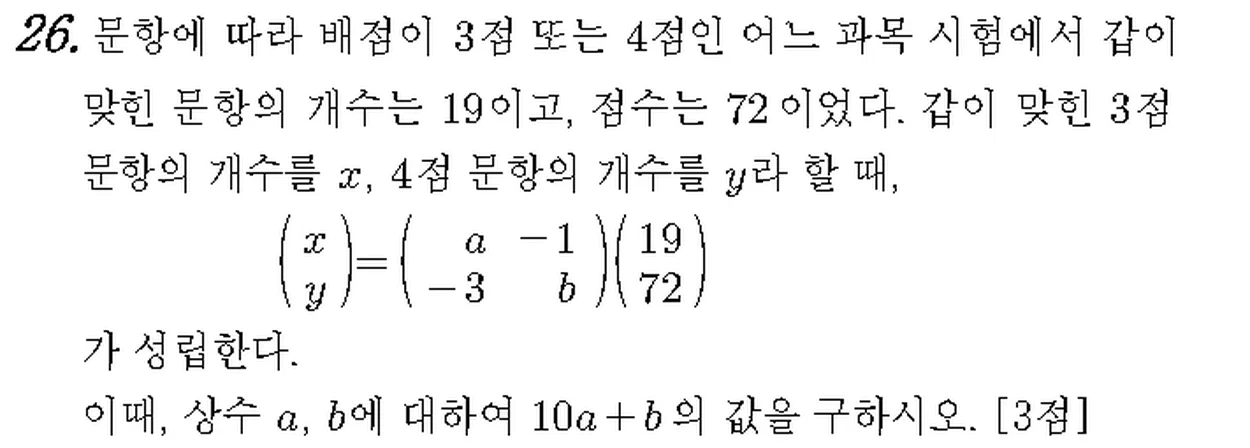 26. 문항에 따라 배점이 3점 또는 4점인 어느 과목 시험에서 갑이
맞힌 문항의 개수는 19이고, 점수는 72이었다. 갑이 맞힌 3점
문항의 개수를 x, 4점 문항의 개수를 y라 할 때,
(x y) = (a -1 -3 b)(19 72)
가 성립한다.
이때, 상수 a, b에 대하여 10a+b의 값을 구하시오. [3점]